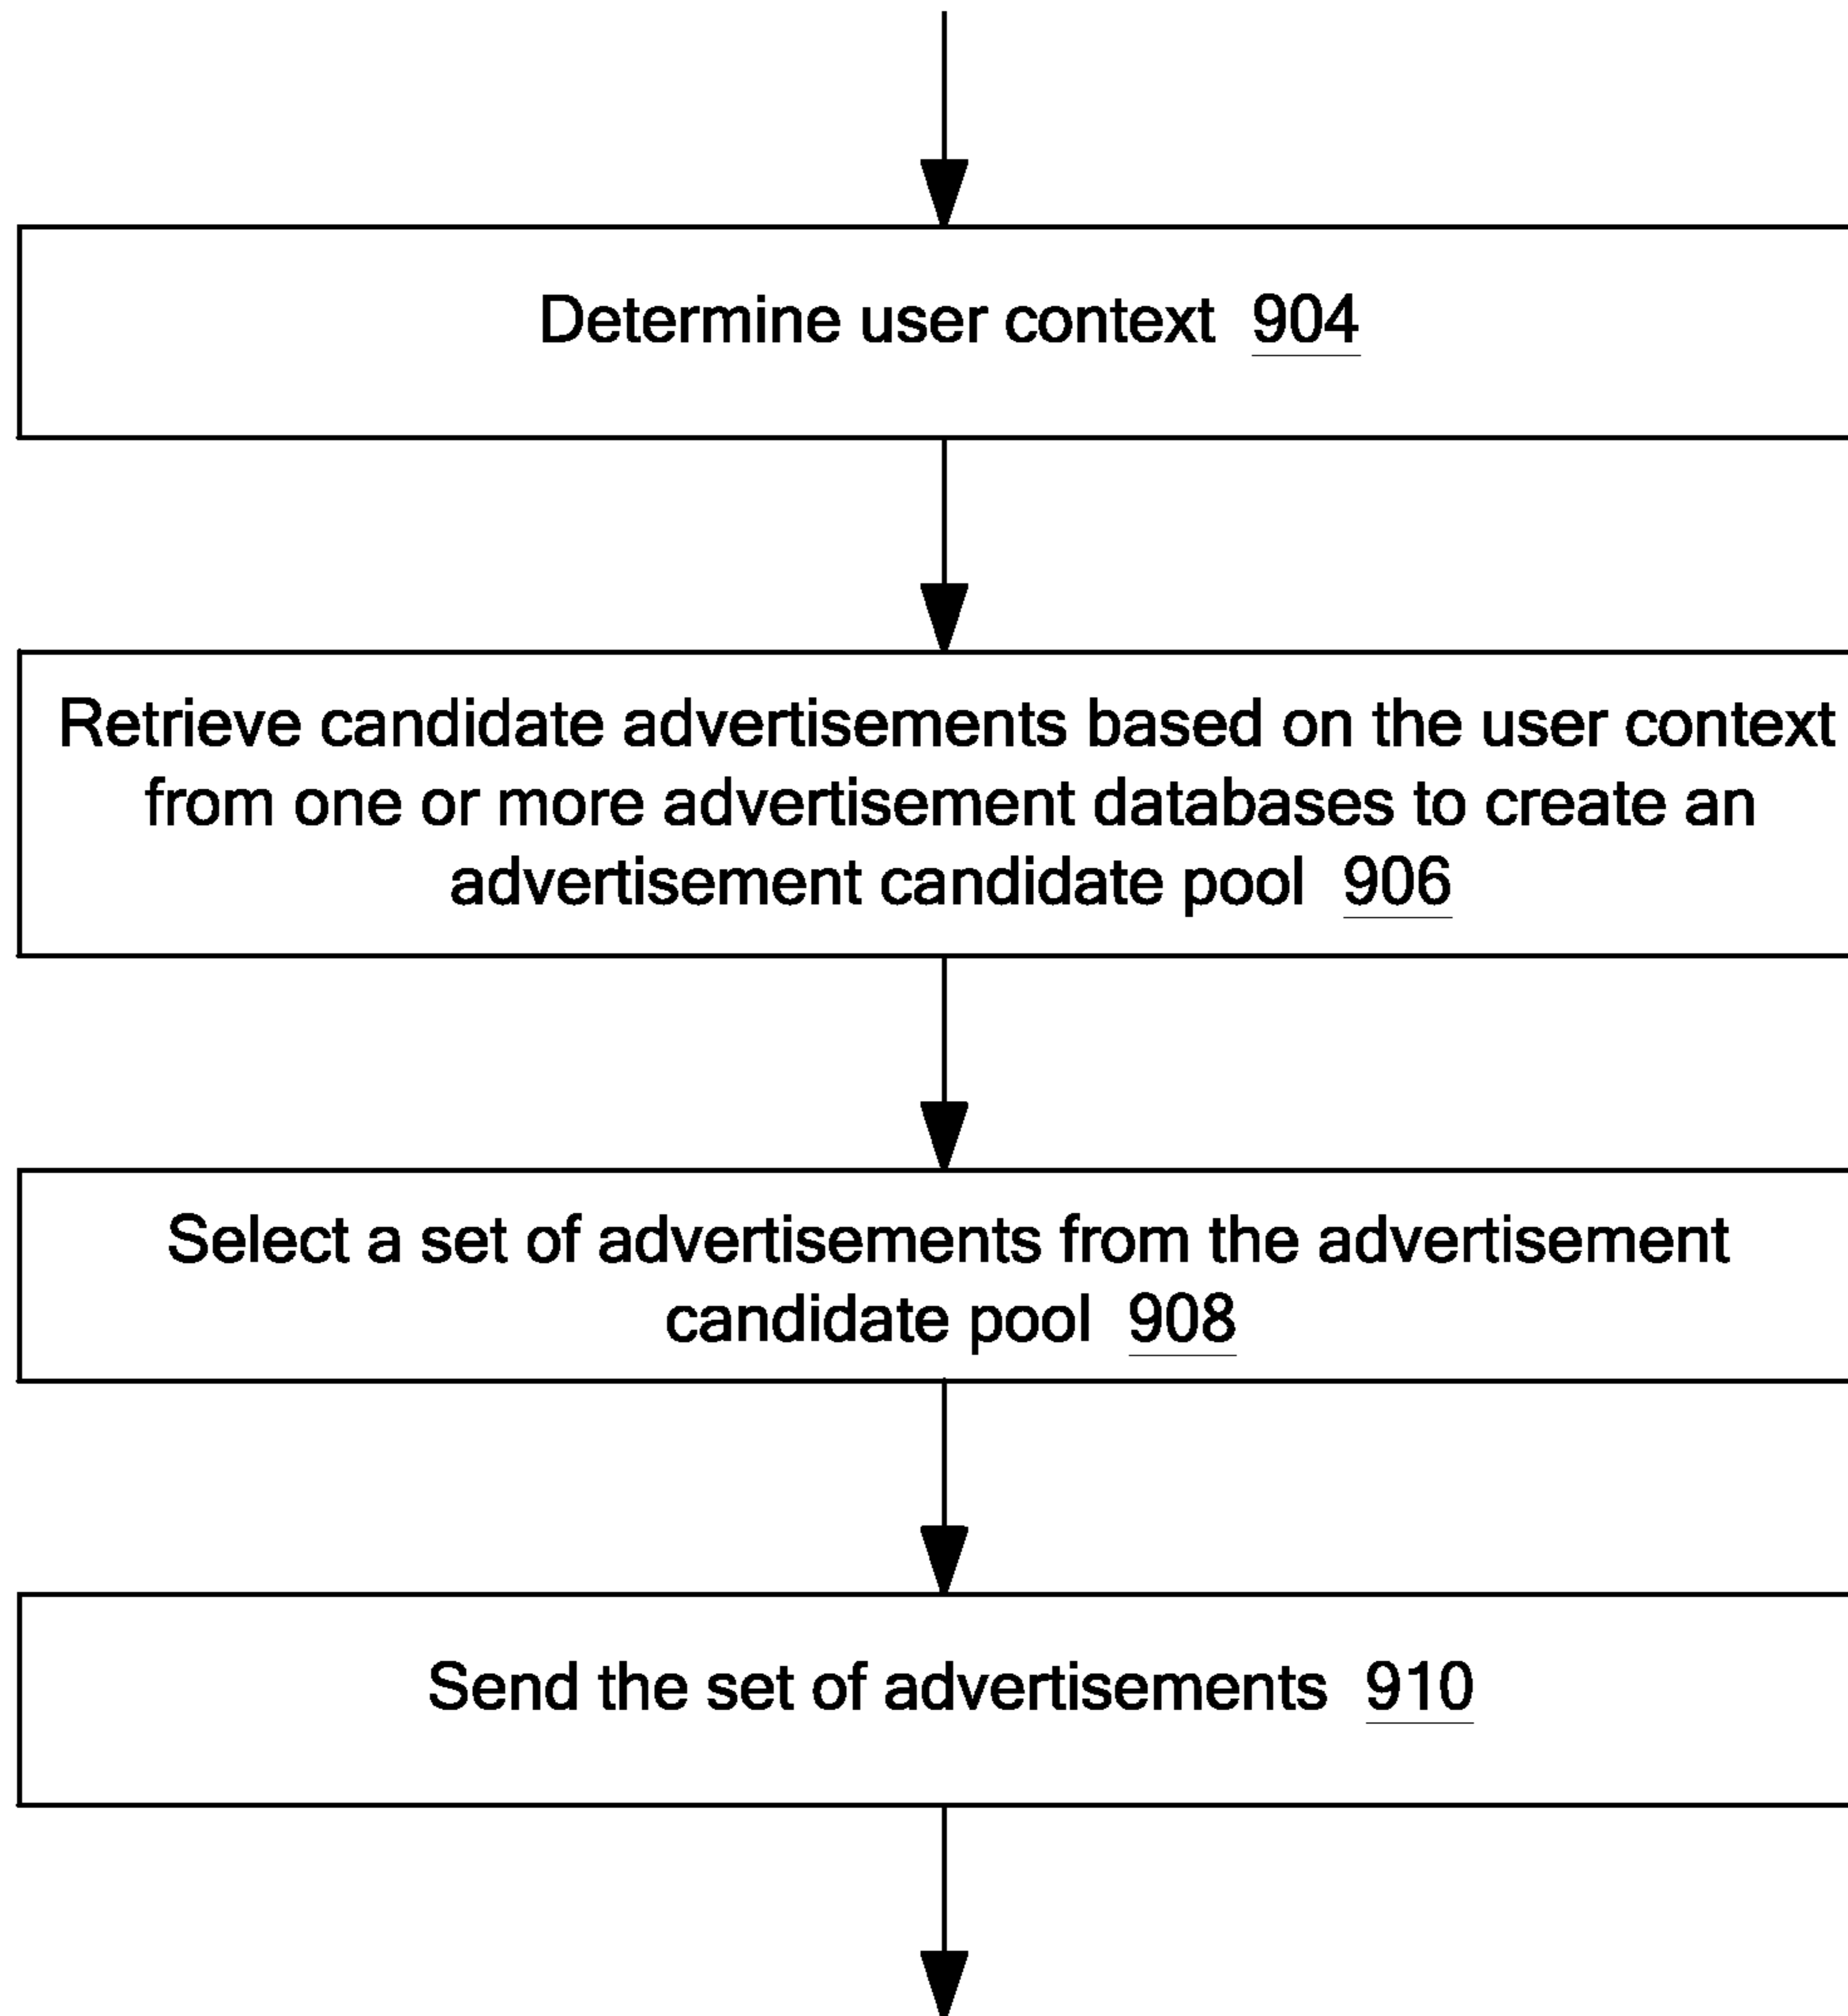 Determine user context 904
Retrieve candidate advertisements based on the user context
from one or more advertisement databases to create an
advertisement candidate pool 906
Select a set of advertisements from the advertisement
candidate pool 908
Send the set of advertisements 910